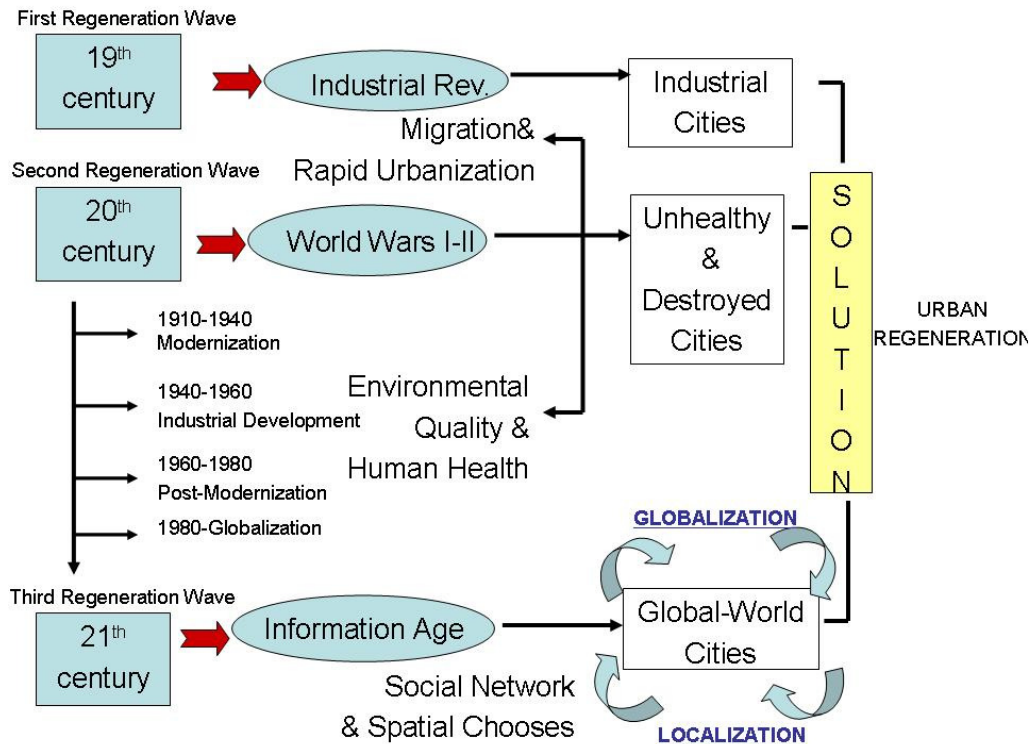 First Regeneration Wave
19th
century
Industrial Rev.
Industrial
Cities
Migration&
Rapid Urbanization
Second Regeneration Wave
20th
century
World Wars I-II
Unhealthy
&
Destroyed
Cities
S
O
L
U
T
I
O
N
URBAN
REGENERATION
1910-1940
Modernization
1940-1960
Industrial Development
1960-1980
Post-Modernization
1980-Globalization
Environmental
Quality &
Human Health
GLOBALIZATION
Third Regeneration Wave
21th
century
Information Age
Global-World
Cities
Social Network
& Spatial Chooses
LOCALIZATION